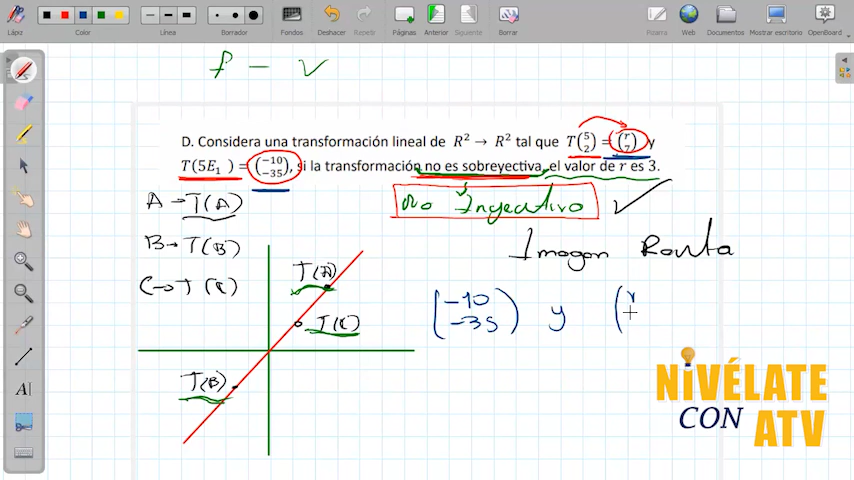 Lápiz Color Línea Borrador Fondos Deshacer Repetir Páginas Anterior Siguiente Borrar Pizarra Web Documentos Mostrar escritorio OpenBoard
f - V
D. Considera una transformación lineal de R² → R² tal que T(5 2) = (r 7) y
T(5E₁ ) = (−10 −35), si la transformación no es sobreyectiva, el valor de r es 3.
A → T(A)
No Inyectivo
B → T(B)
Imagen Recta
C → T(C)
T(A)
(−10 −35) y (r
T(C)
T(B)
NIVÉLATE
CON
ATV
A